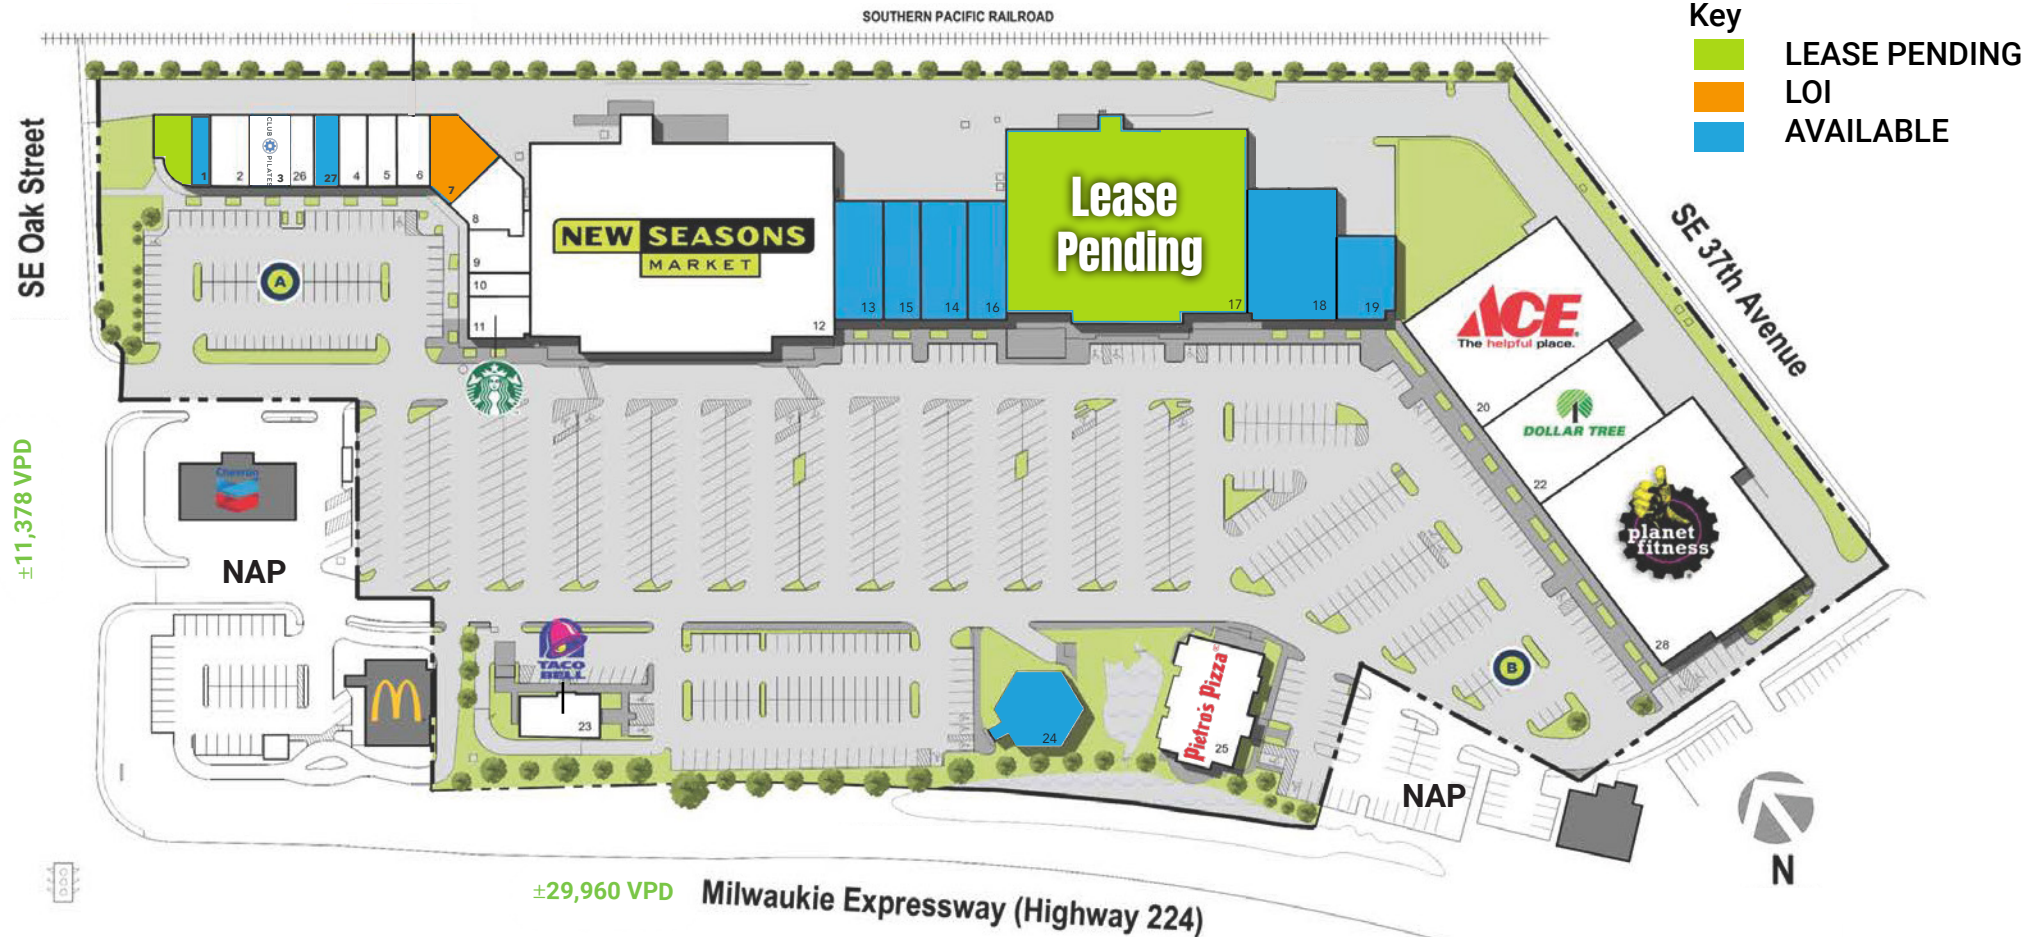 SOUTHERN PACIFIC RAILROAD
Key
LEASE PENDING
LOI
AVAILABLE
SE Oak Street
SE 37th Avenue
1
2
CLUB PILATES
3
26
27
4
5
6
7
8
9
10
11
A
NEW SEASONS
MARKET
12
13
15
14
16
Lease
Pending
17
18
19
ACE
The helpful place.
20
DOLLAR TREE
22
planet
fitness
28
±11,378 VPD
Chevron
NAP
TACO
BELL
23
24
Pietro's Pizza
25
B
NAP
N
±29,960 VPD
Milwaukie Expressway (Highway 224)